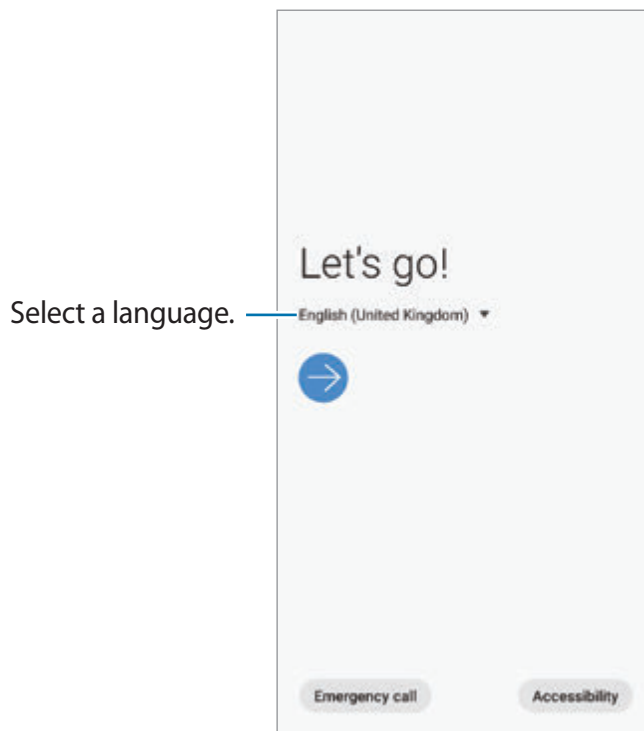 Let's go!
Select a language.
English (United Kingdom)
Emergency call
Accessibility